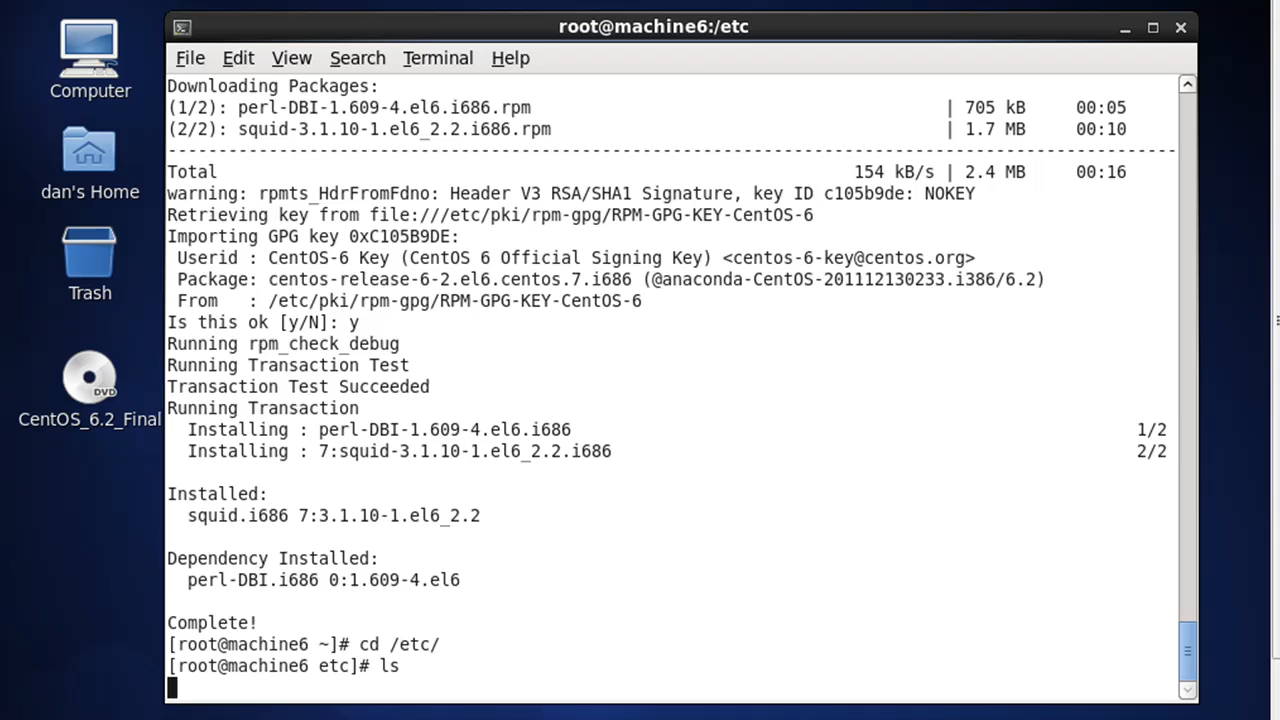 root@machine6:/etc
File Edit View Search Terminal Help
Computer
dan's Home
Trash
DVD
CentOS_6.2_Final
Downloading Packages:
(1/2): perl-DBI-1.609-4.el6.i686.rpm | 705 kB 00:05
(2/2): squid-3.1.10-1.el6_2.2.i686.rpm | 1.7 MB 00:10
--------------------------------------------------------------------------------
Total 154 kB/s | 2.4 MB 00:16
warning: rpmts_HdrFromFdno: Header V3 RSA/SHA1 Signature, key ID c105b9de: NOKEY
Retrieving key from file:///etc/pki/rpm-gpg/RPM-GPG-KEY-CentOS-6
Importing GPG key 0xC105B9DE:
Userid : CentOS-6 Key (CentOS 6 Official Signing Key) <centos-6-key@centos.org>
Package: centos-release-6-2.el6.centos.7.i686 (@anaconda-CentOS-201112130233.i386/6.2)
From : /etc/pki/rpm-gpg/RPM-GPG-KEY-CentOS-6
Is this ok [y/N]: y
Running rpm_check_debug
Running Transaction Test
Transaction Test Succeeded
Running Transaction
Installing : perl-DBI-1.609-4.el6.i686 1/2
Installing : 7:squid-3.1.10-1.el6_2.2.i686 2/2
Installed:
squid.i686 7:3.1.10-1.el6_2.2
Dependency Installed:
perl-DBI.i686 0:1.609-4.el6
Complete!
[root@machine6 ~]# cd /etc/
[root@machine6 etc]# ls